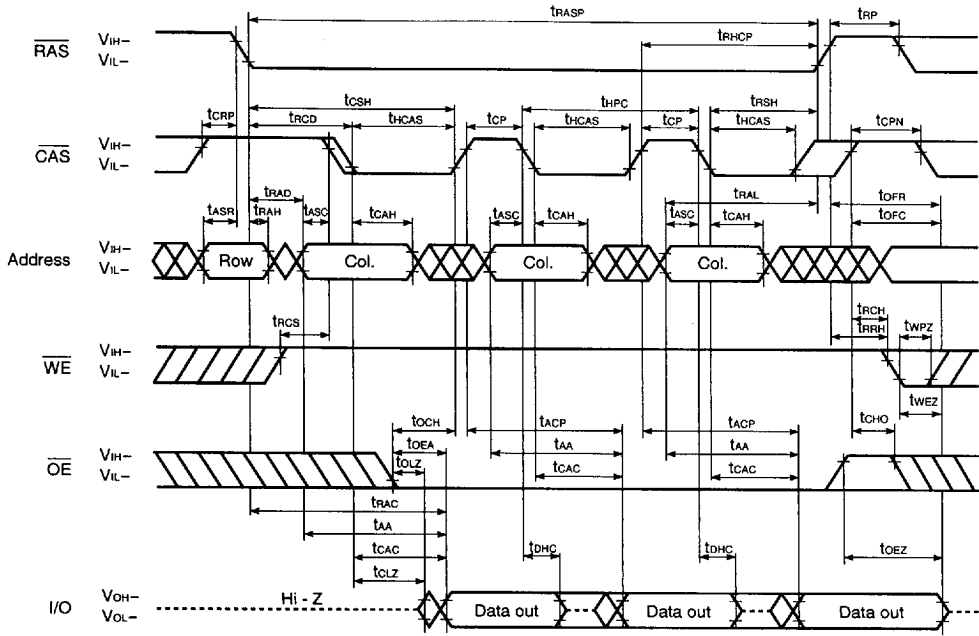 tRASP tRP
RAS VIH– tRHCP
VIL–
tCSH tHPC tRSH
tCRP tRCD tHCAS tCP tHCAS tCP tHCAS tCPN
CAS VIH–
VIL–
tRAD tRAL tOFR
tASR tRAH tASC tCAH tASC tCAH tASC tCAH tOFC
Address VIH– Row Col. Col. Col.
VIL–
tRCS tRCH tWPZ
tRRH
WE VIH–
VIL–
tWEZ
tOCH tACP tACP tCHO
tOEA tAA tAA
OE VIH– tOLZ tCAC tCAC
VIL–
tRAC
tAA
tCAC tDHC tDHC tOEZ
tCLZ
I/O VOH– Hi - Z Data out Data out Data out
VOL–